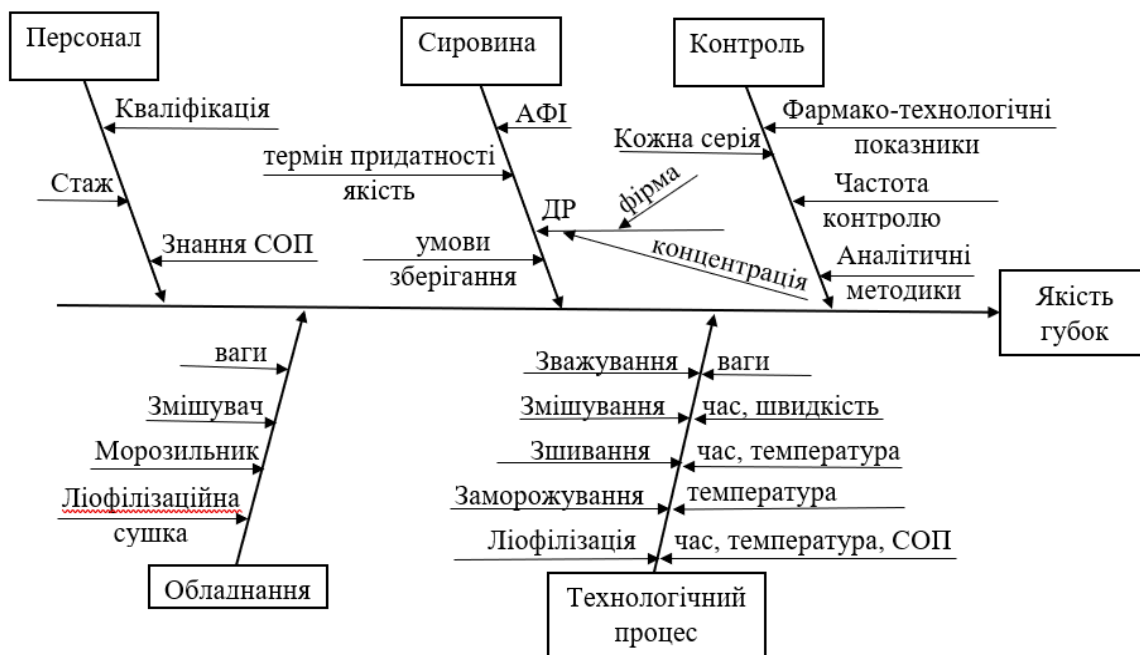 Персонал
Сировина
Контроль
Кваліфікація
Стаж
Знання СОП
АФІ
термін придатності
якість
ДР
фірма
концентрація
умови
зберігання
Фармако-технологічні
показники
Кожна серія
Частота
контролю
Аналітичні
методики
Якість
губок
ваги
Змішувач
Морозильник
Ліофілізаційна
сушка
Обладнання
Зважування
ваги
Змішування
час, швидкість
Зшивання
час, температура
Заморожування
температура
Ліофілізація
час, температура, СОП
Технологічний
процес